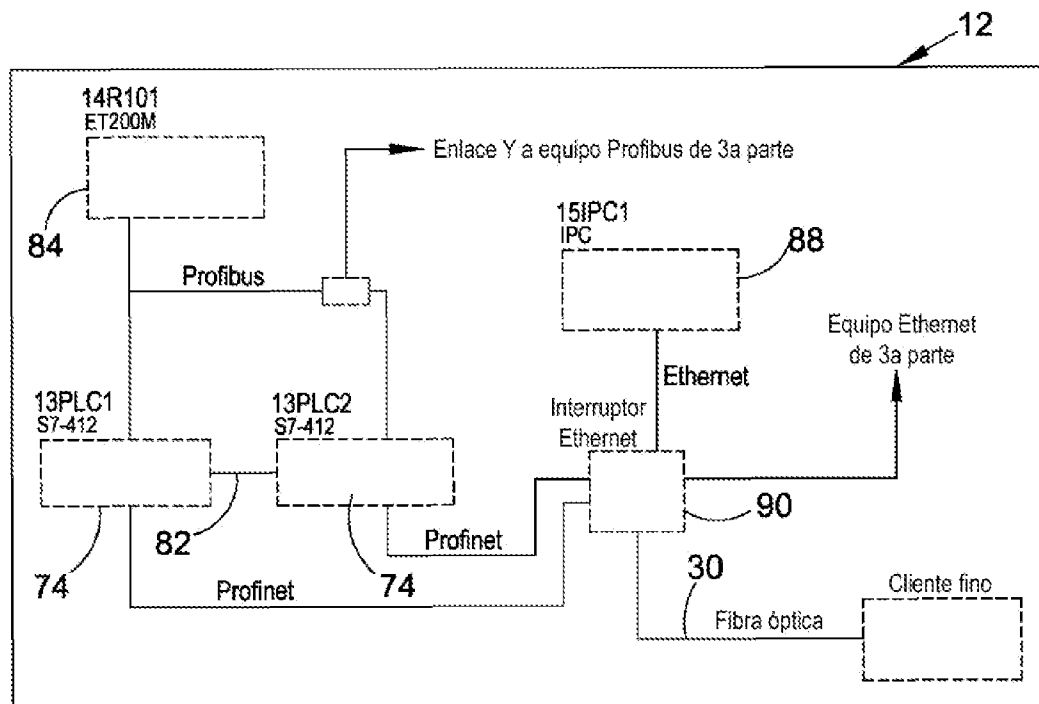 12
14R101
ET200M
84
Enlace Y a equipo Profibus de 3a parte
Profibus
15IPC1
IPC
88
Equipo Ethernet
de 3a parte
Ethernet
Interruptor
Ethernet
13PLC1
S7-412
13PLC2
S7-412
90
82
74
74
Profinet
Profinet
30
Fibra óptica
Cliente fino